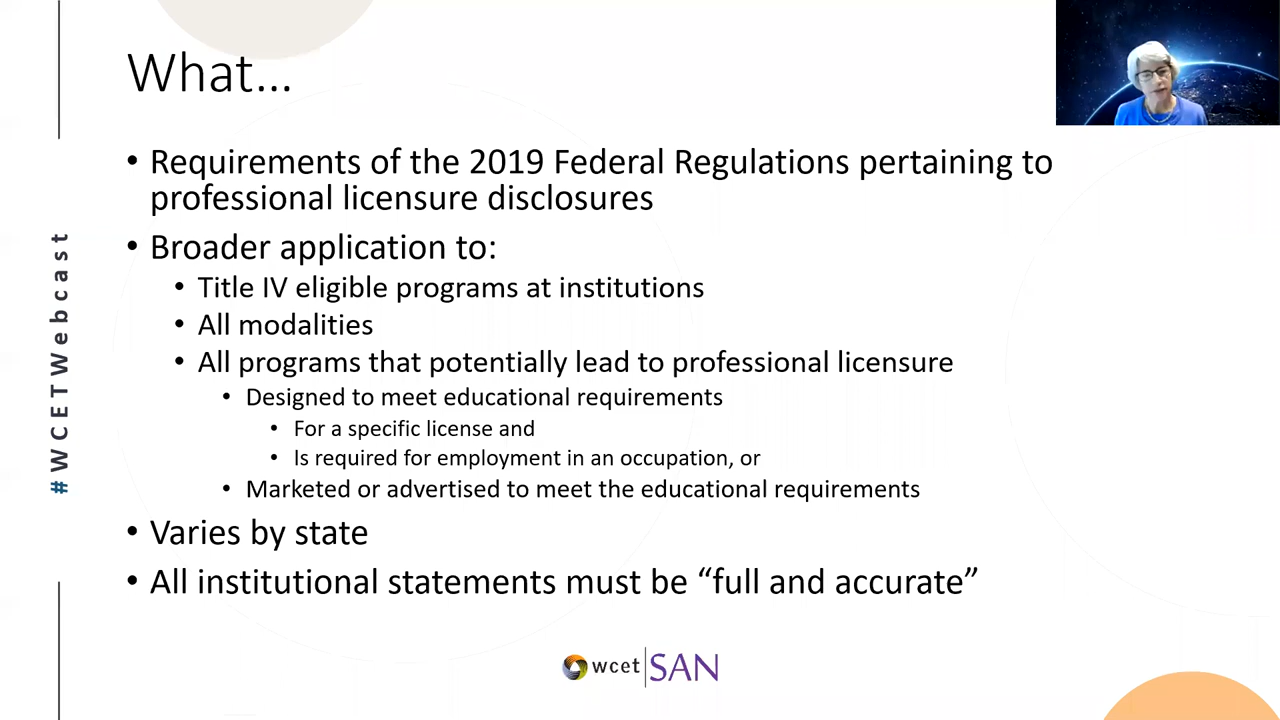 What...
• Requirements of the 2019 Federal Regulations pertaining to
professional licensure disclosures
• Broader application to:
• Title IV eligible programs at institutions
• All modalities
• All programs that potentially lead to professional licensure
• Designed to meet educational requirements
• For a specific license and
• Is required for employment in an occupation, or
• Marketed or advertised to meet the educational requirements
• Varies by state
• All institutional statements must be “full and accurate”
#WCETWebcast
wcet SAN